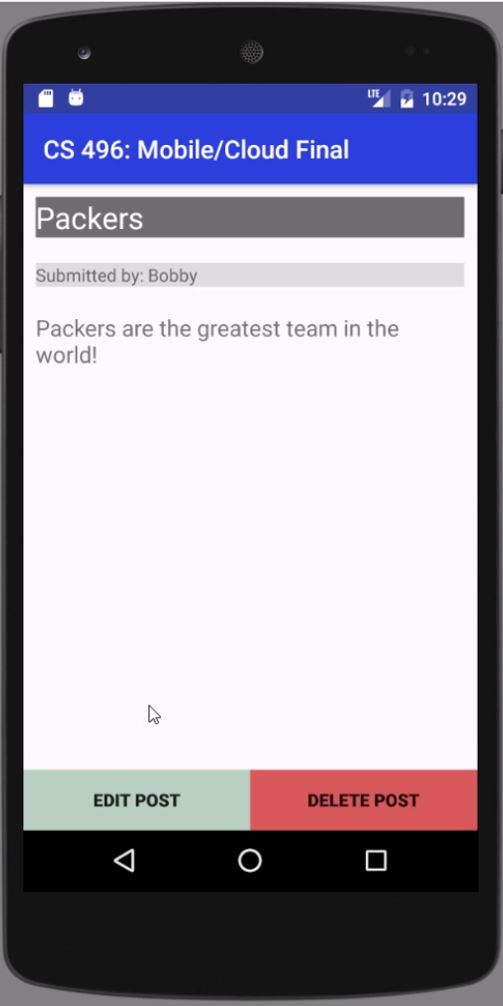 LTE 10:29
CS 496: Mobile/Cloud Final
Packers
Submitted by: Bobby
Packers are the greatest team in the
world!
EDIT POST DELETE POST